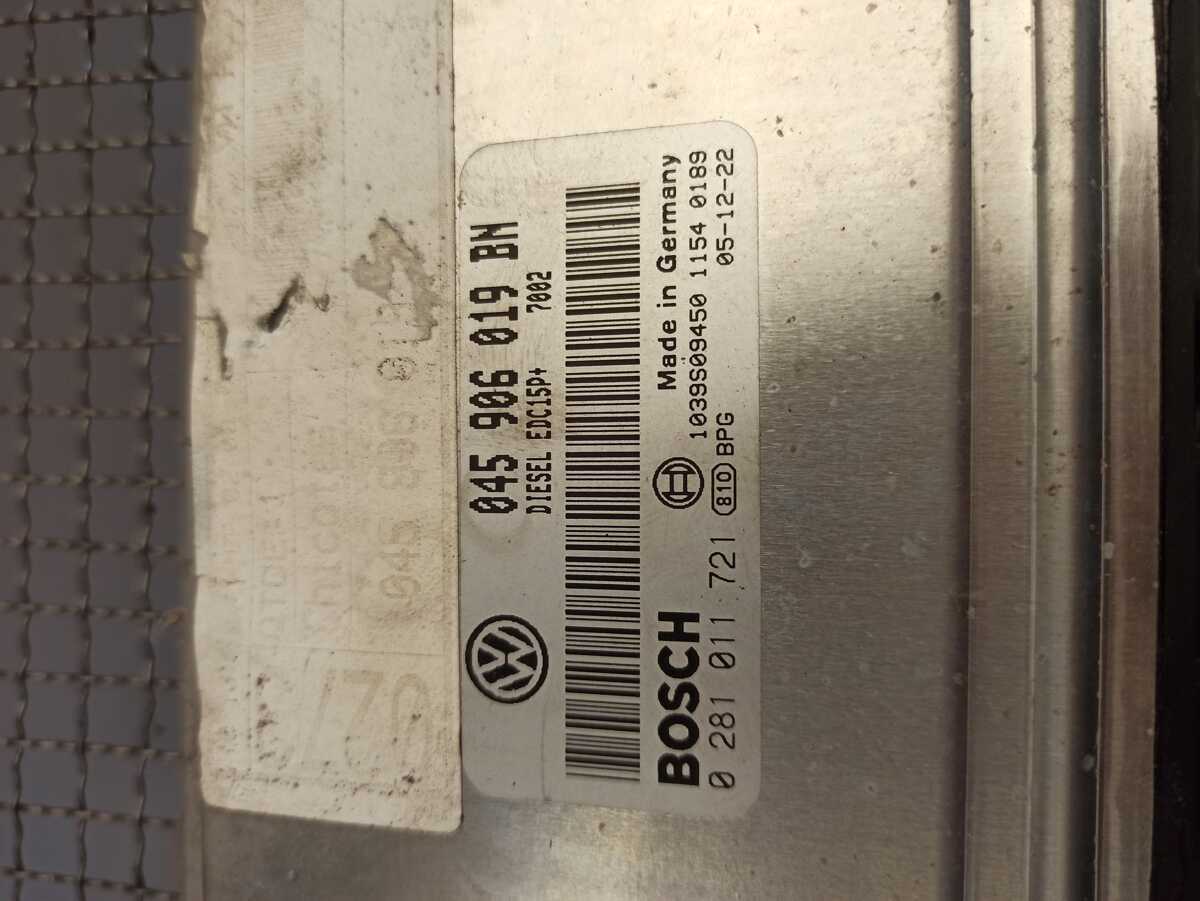 045 906 019 BN
DIESEL EDC15P+ 7002
BOSCH
Made in Germany
0 281 011 721
1039S09450 1154 0189
810 BPG
05-12-22